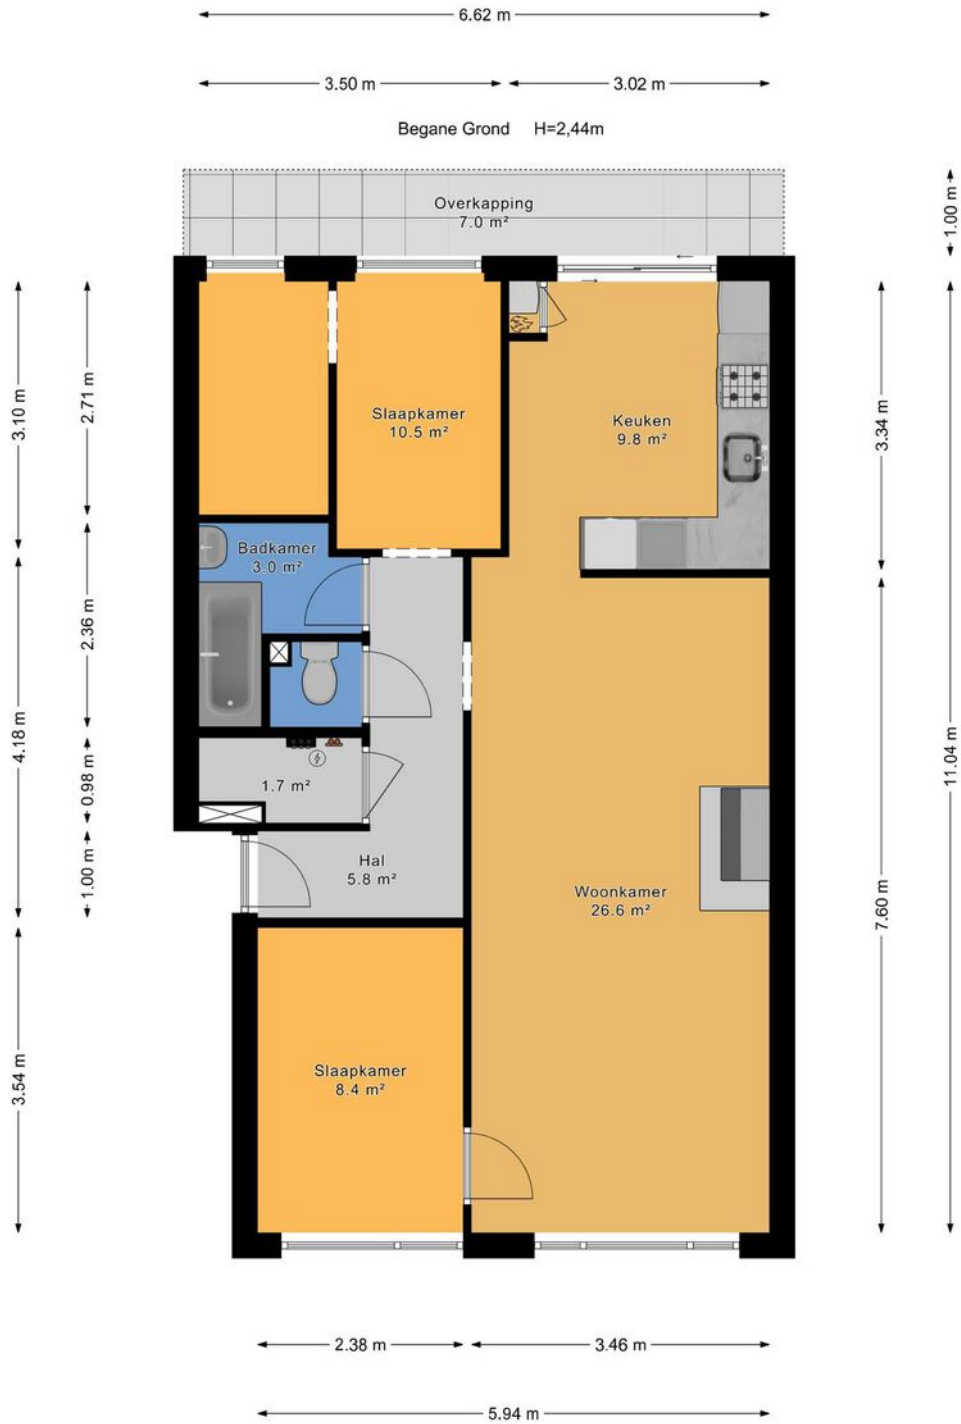 6.62 m
3.50 m
3.02 m
Begane Grond H=2,44m
Overkapping
7.0 m²
1.00 m
3.10 m
2.71 m
Slaapkamer
10.5 m²
Keuken
9.8 m²
3.34 m
Badkamer
3.0 m²
2.36 m
4.18 m
11.04 m
0.98 m
1.7 m²
1.00 m
Hal
5.8 m²
Woonkamer
26.6 m²
7.60 m
3.54 m
Slaapkamer
8.4 m²
2.38 m
3.46 m
5.94 m